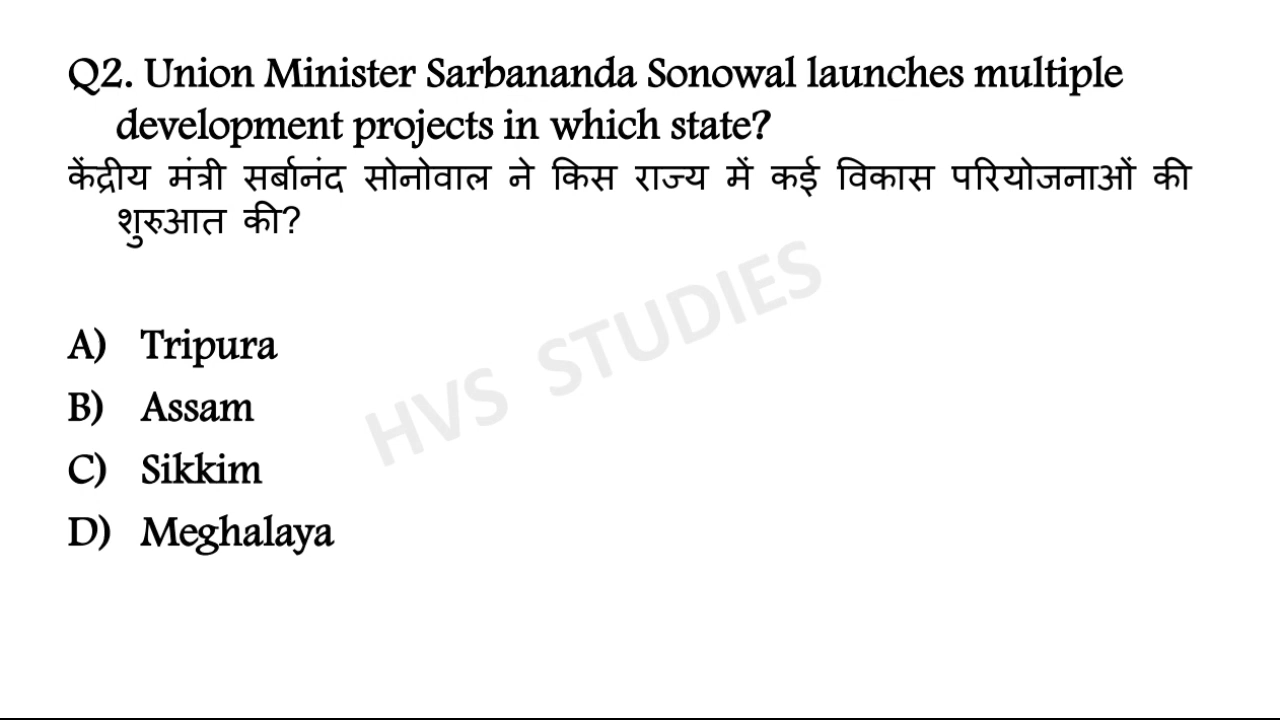 Q2. Union Minister Sarbananda Sonowal launches multiple
development projects in which state?
केंद्रीय मंत्री सर्बानंद सोनोवाल ने किस राज्य में कई विकास परियोजनाओं की
शुरुआत की?
HVS STUDIES
A) Tripura
B) Assam
C) Sikkim
D) Meghalaya